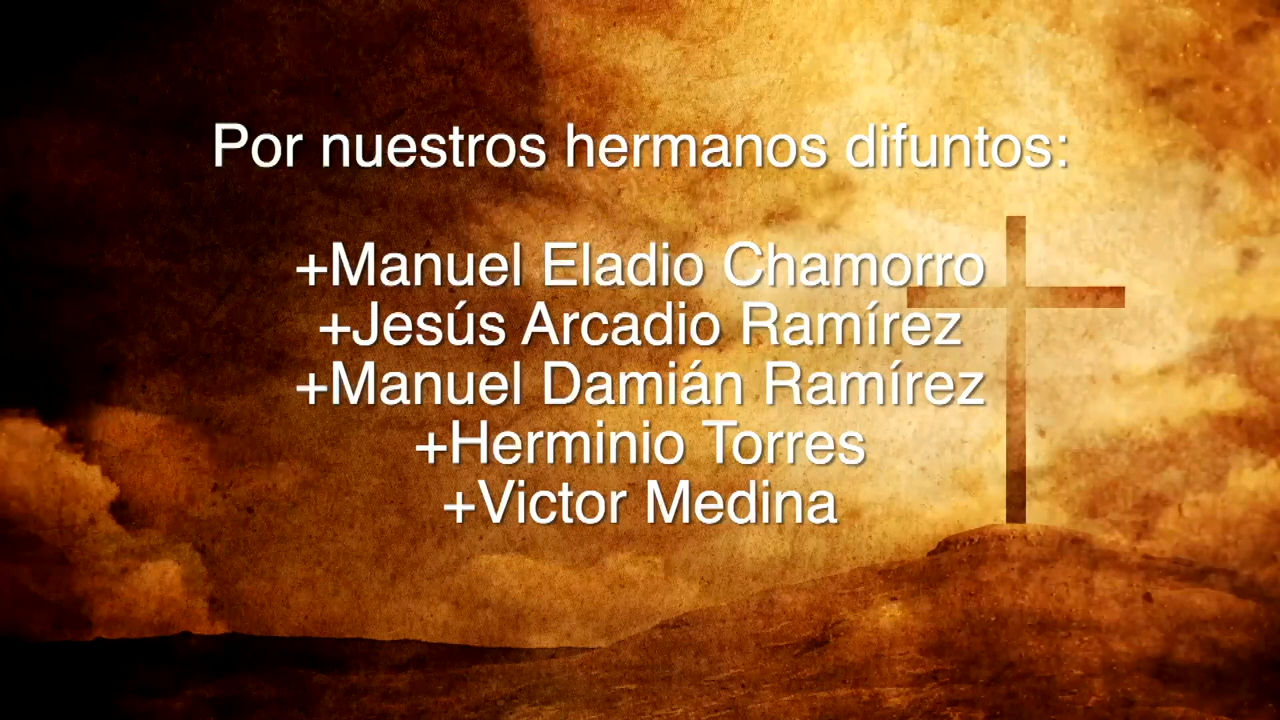 Por nuestros hermanos difuntos:
+Manuel Eladio Chamorro
+Jesús Arcadio Ramírez
+Manuel Damián Ramírez
+Herminio Torres
+Victor Medina